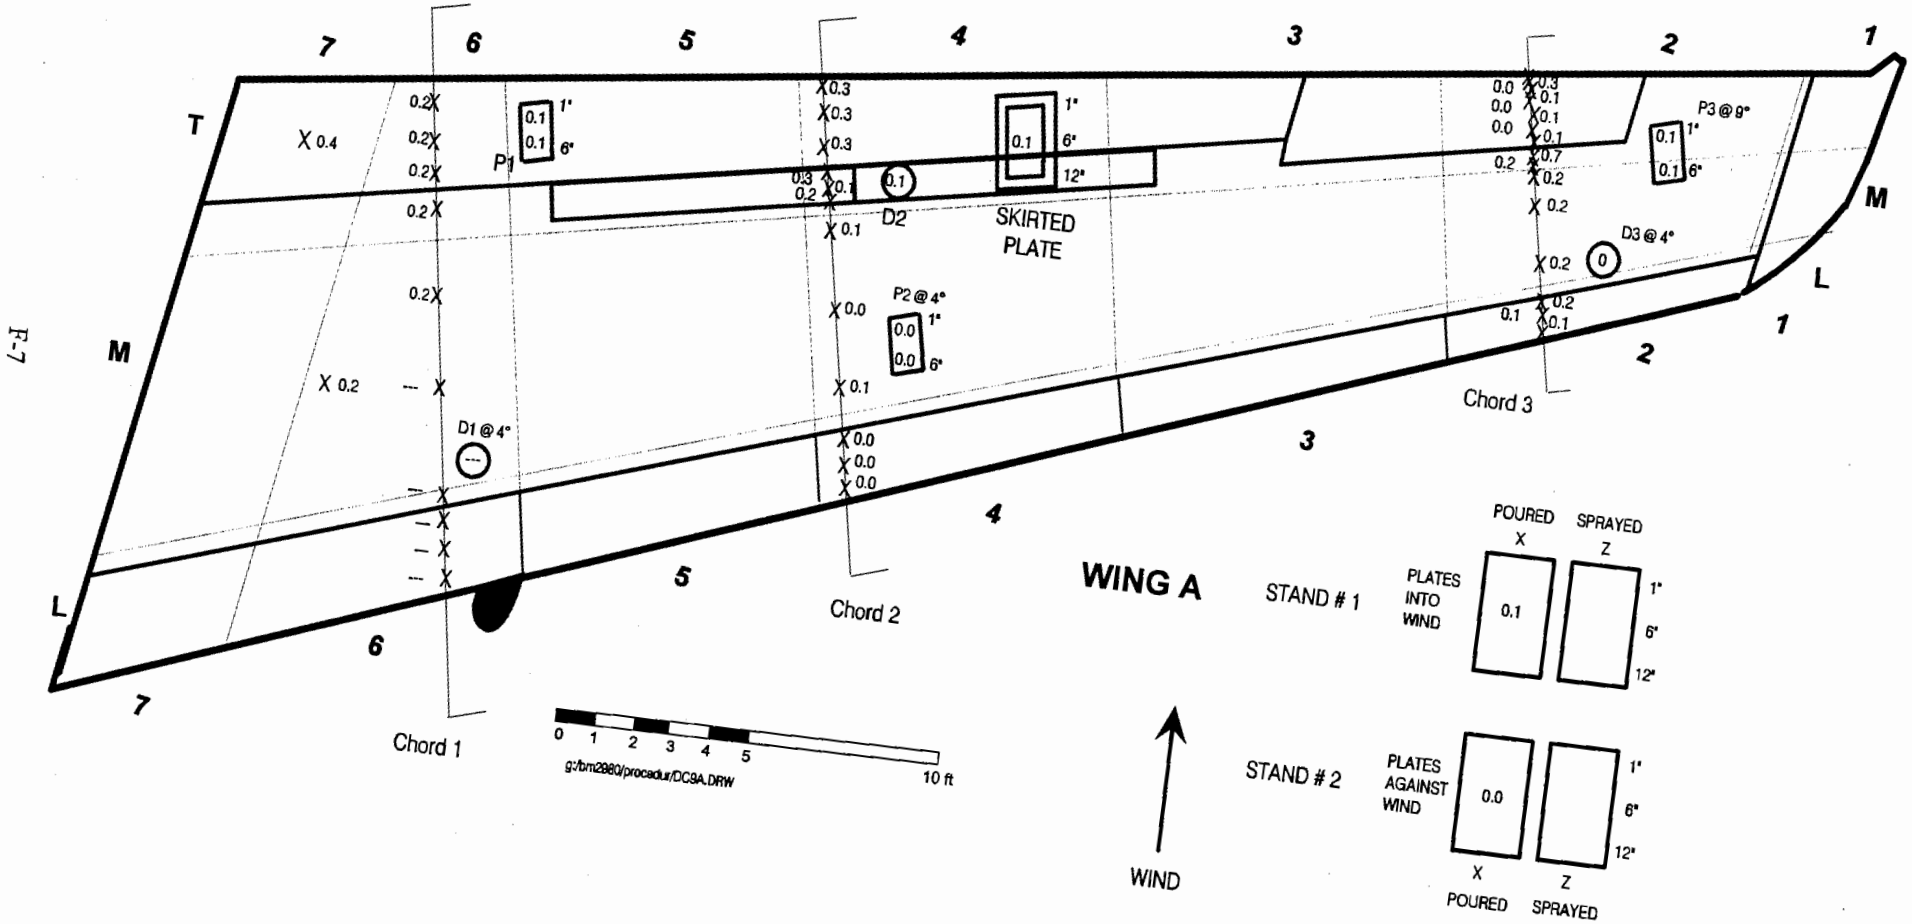 7 6 5 4 3 2 1
T
M
L
F-7
X 0.4
X 0.2
0.2 X
0.2 X
0.2 X
0.2 X
0.2 X
--- X
--- X
--- X
--- X
--- X
P1
0.1 1"
0.1 6"
D1 @ 4°
---
X 0.3
X 0.3
X 0.3
0.3 X 0.1
0.2 X
X 0.1
X 0.0
X 0.1
X 0.0
X 0.0
X 0.0
0.1
D2
1"
0.1 6"
12"
SKIRTED
PLATE
P2 @ 4°
0.0 1"
0.0 6"
0.0 X 0.3
0.0 X 0.1
X 0.1
0.0 X 0.1
X 0.7
0.2 X 0.2
X 0.2
X 0.2
X 0.2
0.1 X 0.1
P3 @ 9°
0.1 1"
0.1 6"
D3 @ 4°
0
M
L
1
2
3
4
5
6
7
Chord 3
Chord 2
Chord 1
WING A
0 1 2 3 4 5 10 ft
g:/bm2980/procedur/DC9A.DRW
WIND
POURED SPRAYED
X Z
STAND # 1
PLATES
INTO
WIND
0.1
1"
6"
12"
STAND # 2
PLATES
AGAINST
WIND
0.0
1"
6"
12"
X Z
POURED SPRAYED